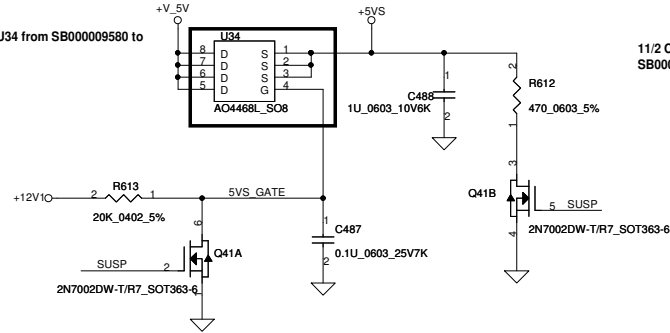 +V_5V
+5VS
U34 from SB000009580 to
U34
11/2 C
SB000
8 D S 1
7 D S 2
6 D S 3
5 D G 4
AO4468L_SO8
1
C488
1U_0603_10V6K
2
2
R612
470_0603_5%
1
R613
+12V1 2 1
20K_0402_5%
5VS_GATE
3
Q41B
5 SUSP
4
2N7002DW-T/R7_SOT363-6
6
Q41A
SUSP 2
2N7002DW-T/R7_SOT363-6
1
1
C487
0.1U_0603_25V7K
2